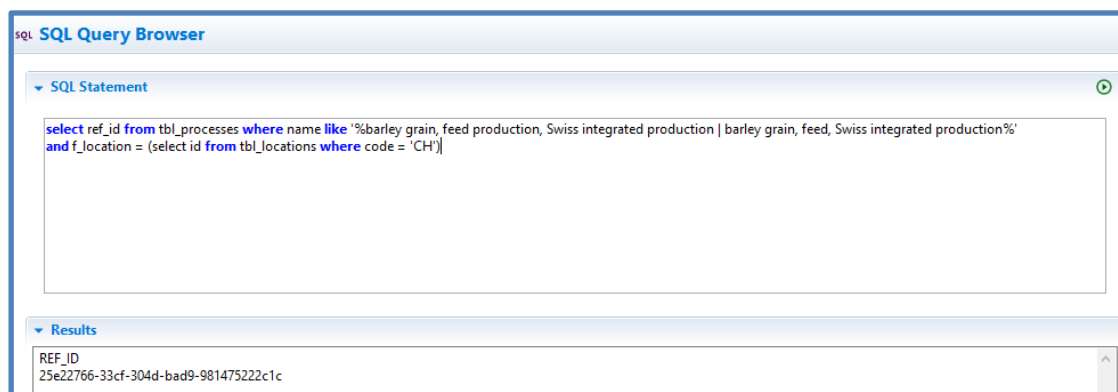 SQL SQL Query Browser
SQL Statement
select ref_id from tbl_processes where name like '%barley grain, feed production, Swiss integrated production | barley grain, feed, Swiss integrated production%'
and f_location = (select id from tbl_locations where code = 'CH')
Results
REF_ID
25e22766-33cf-304d-bad9-981475222c1c